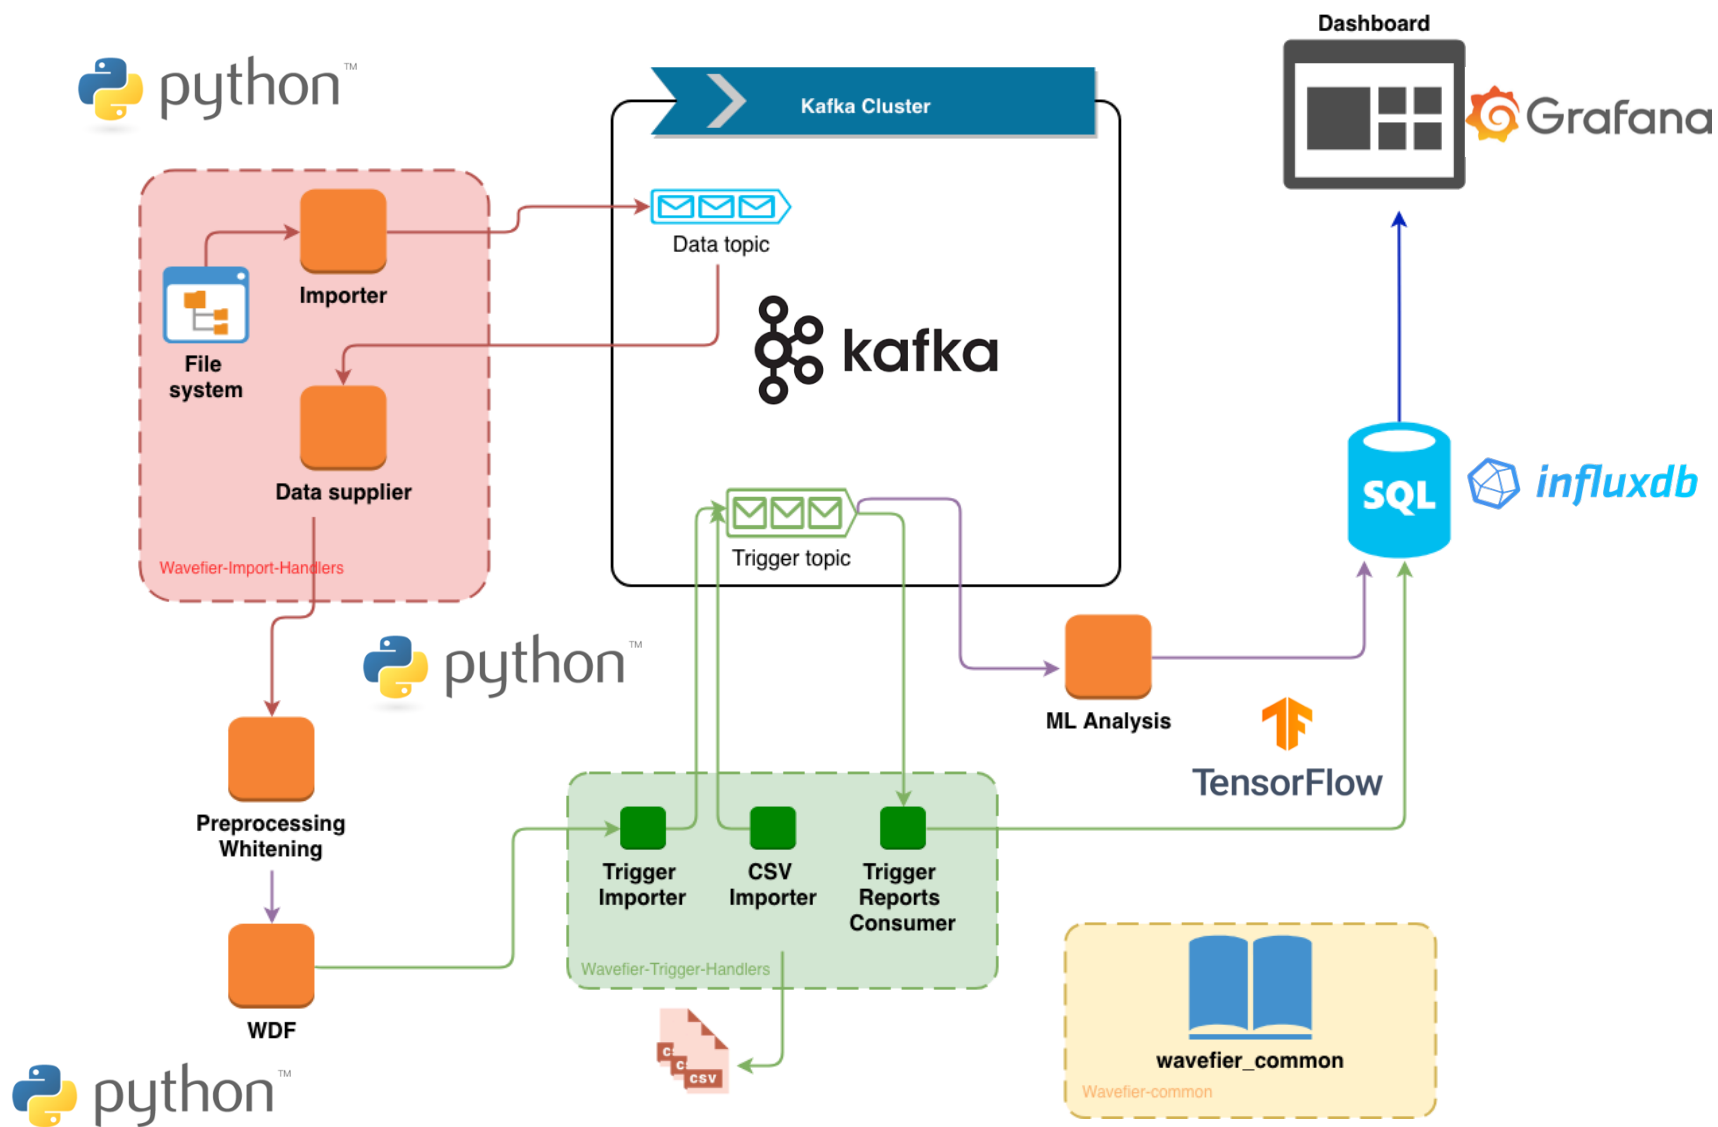 Dashboard
python™
Kafka Cluster
Grafana
Data topic
Importer
File
system
kafka
Data supplier
SQL
influxdb
Trigger topic
Wavefier-Import-Handlers
python™
ML Analysis
TensorFlow
Preprocessing
Whitening
Trigger
Importer
CSV
Importer
Trigger
Reports
Consumer
Wavefier-Trigger-Handlers
WDF
c
c
csv
wavefier_common
Wavefier-common
python™